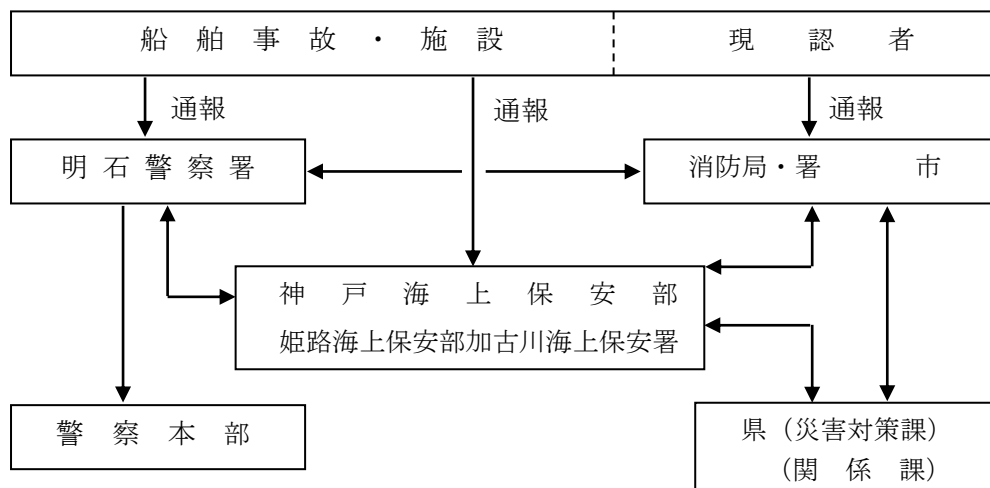 船舶事故・施設 現認者
通報 通報 通報
明石警察署 消防局・署 市
神戸海上保安部
姫路海上保安部加古川海上保安署
警察本部 県（災害対策課）
（関係課）